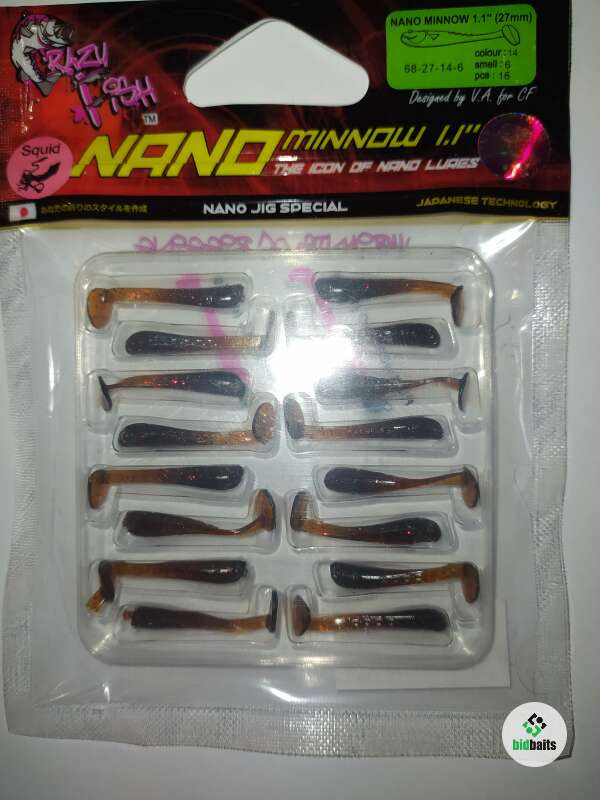 CRAZY
FISH
TM
NANO MINNOW 1.1" (27mm)
colour: 14
68-27-14-6
smell : 6
pcs : 16
Designed by V.A. for CF
Squid
NANO MINNOW 1.1"
THE ICON OF NANO LURES
NANO JIG SPECIAL
JAPANESE TECHNOLOGY
bidbaits